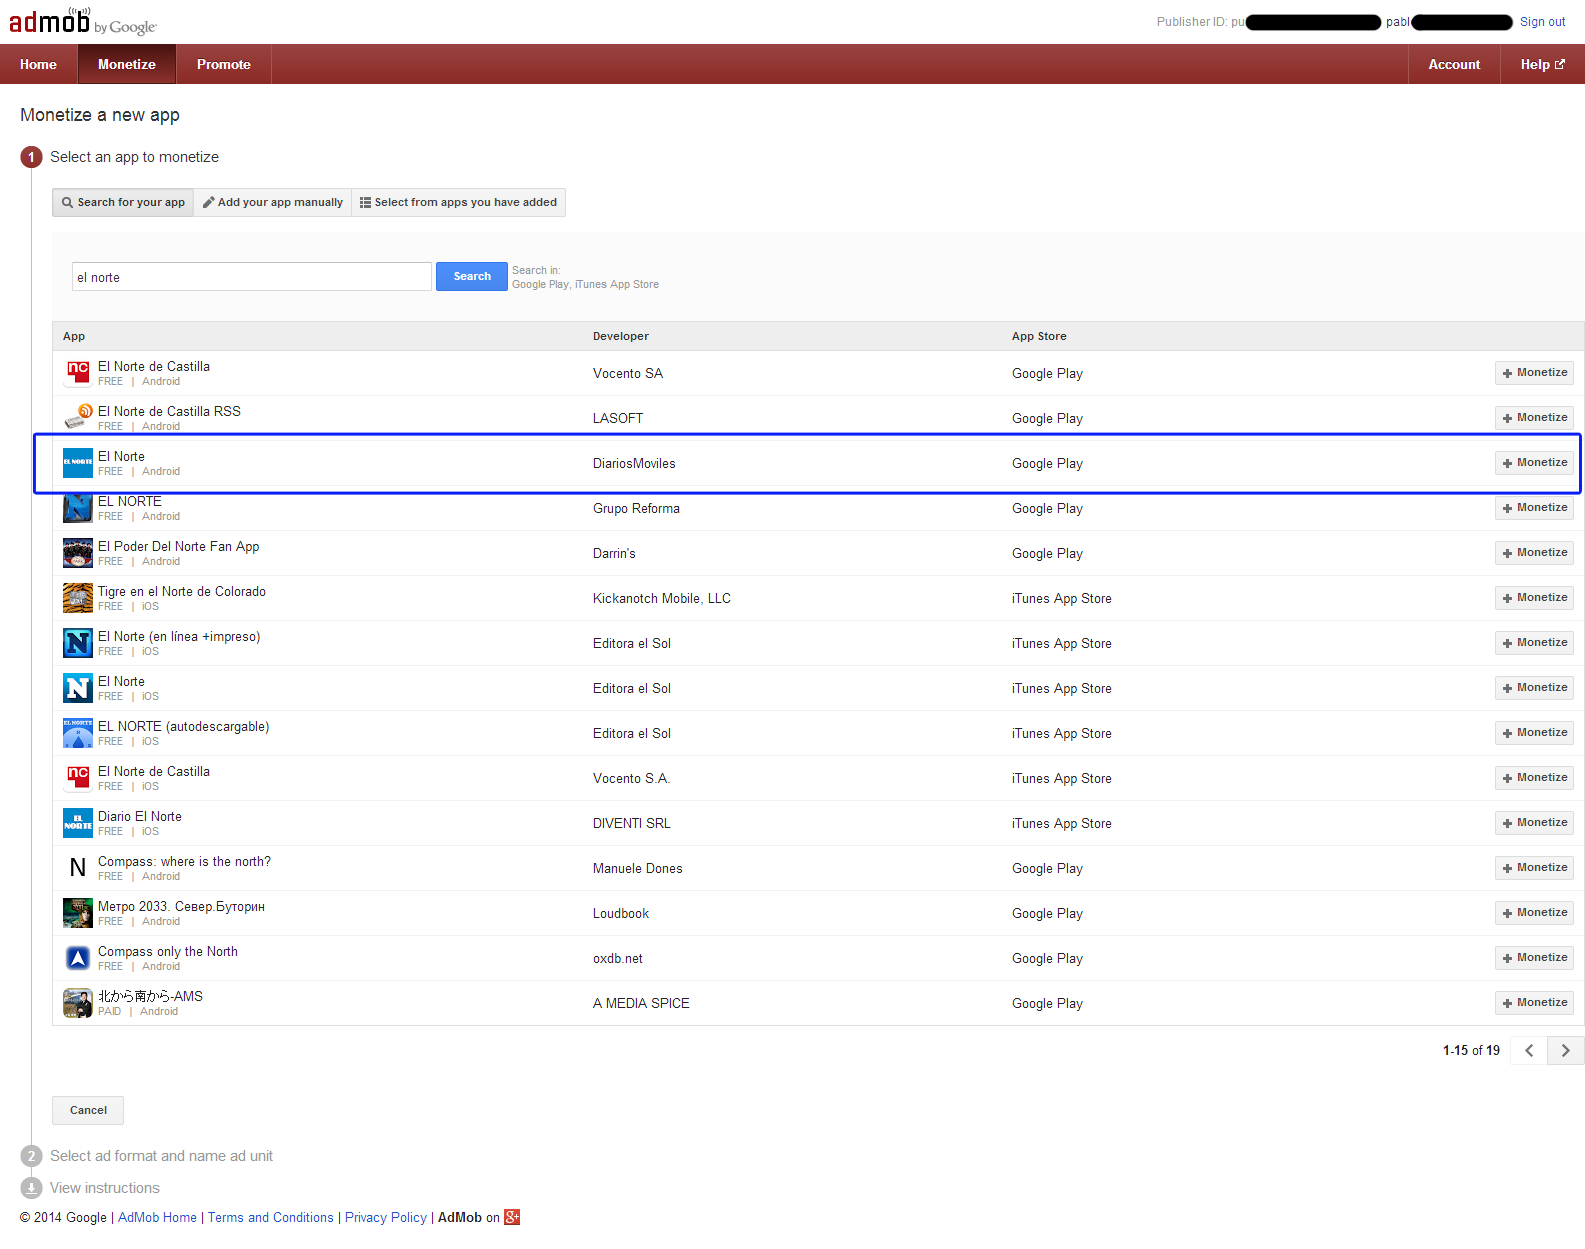 admob by Google
Publisher ID: pu pabl Sign out
Home Monetize Promote Account Help
Monetize a new app
1 Select an app to monetize
Search for your app Add your app manually Select from apps you have added
el norte Search Search in:
Google Play, iTunes App Store
App Developer App Store
El Norte de Castilla
FREE | Android Vocento SA Google Play Monetize
El Norte de Castilla RSS
FREE | Android LASOFT Google Play Monetize
EL NORTE El Norte
FREE | Android DiariosMoviles Google Play Monetize
EL NORTE
FREE | Android Grupo Reforma Google Play Monetize
El Poder Del Norte Fan App
FREE | Android Darrin's Google Play Monetize
Tigre en el Norte de Colorado
FREE | iOS Kickanotch Mobile, LLC iTunes App Store Monetize
El Norte (en línea +impreso)
FREE | iOS Editora el Sol iTunes App Store Monetize
El Norte
FREE | iOS Editora el Sol iTunes App Store Monetize
EL NORTE EL NORTE (autodescargable)
FREE | iOS Editora el Sol iTunes App Store Monetize
El Norte de Castilla
FREE | iOS Vocento S.A. iTunes App Store Monetize
EL NORTE Diario El Norte
FREE | iOS DIVENTI SRL iTunes App Store Monetize
N Compass: where is the north?
FREE | Android Manuele Dones Google Play Monetize
Метро 2033. Север.Буторин
FREE | Android Loudbook Google Play Monetize
Compass only the North
FREE | Android oxdb.net Google Play Monetize
北から南から-AMS
PAID | Android A MEDIA SPICE Google Play Monetize
1-15 of 19
Cancel
2 Select ad format and name ad unit
View instructions
© 2014 Google | AdMob Home | Terms and Conditions | Privacy Policy | AdMob on g+